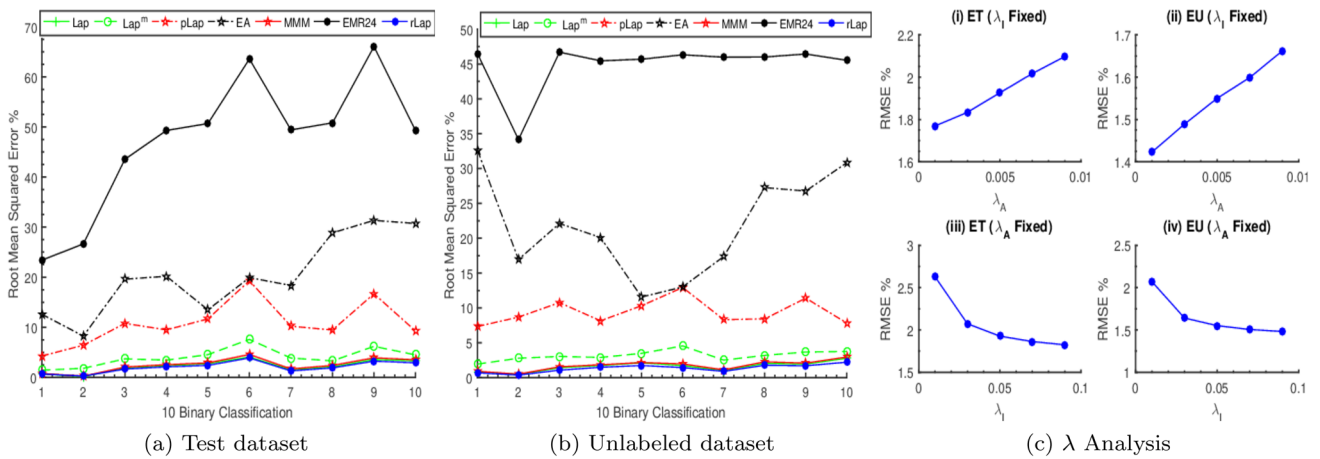 Lap Lapᵐ pLap EA MMM EMR24 rLap
Root Mean Squared Error %
70
60
50
40
30
20
10
0
1 2 3 4 5 6 7 8 9 10
10 Binary Classification
(a) Test dataset
Lap Lapᵐ pLap EA MMM EMR24 rLap
Root Mean Squared Error %
50
45
40
35
30
25
20
15
10
5
0
1 2 3 4 5 6 7 8 9 10
10 Binary Classification
(b) Unlabeled dataset
(i) ET (λ_I Fixed)
RMSE %
2.2
2
1.8
1.6
0 0.005 0.01
λ_A
(ii) EU (λ_I Fixed)
RMSE %
1.7
1.6
1.5
1.4
0 0.005 0.01
λ_A
(iii) ET (λ_A Fixed)
RMSE %
3
2.5
2
1.5
0 0.05 0.1
λ_I
(iv) EU (λ_A Fixed)
RMSE %
2.5
2
1.5
1
0 0.05 0.1
λ_I
(c) λ Analysis